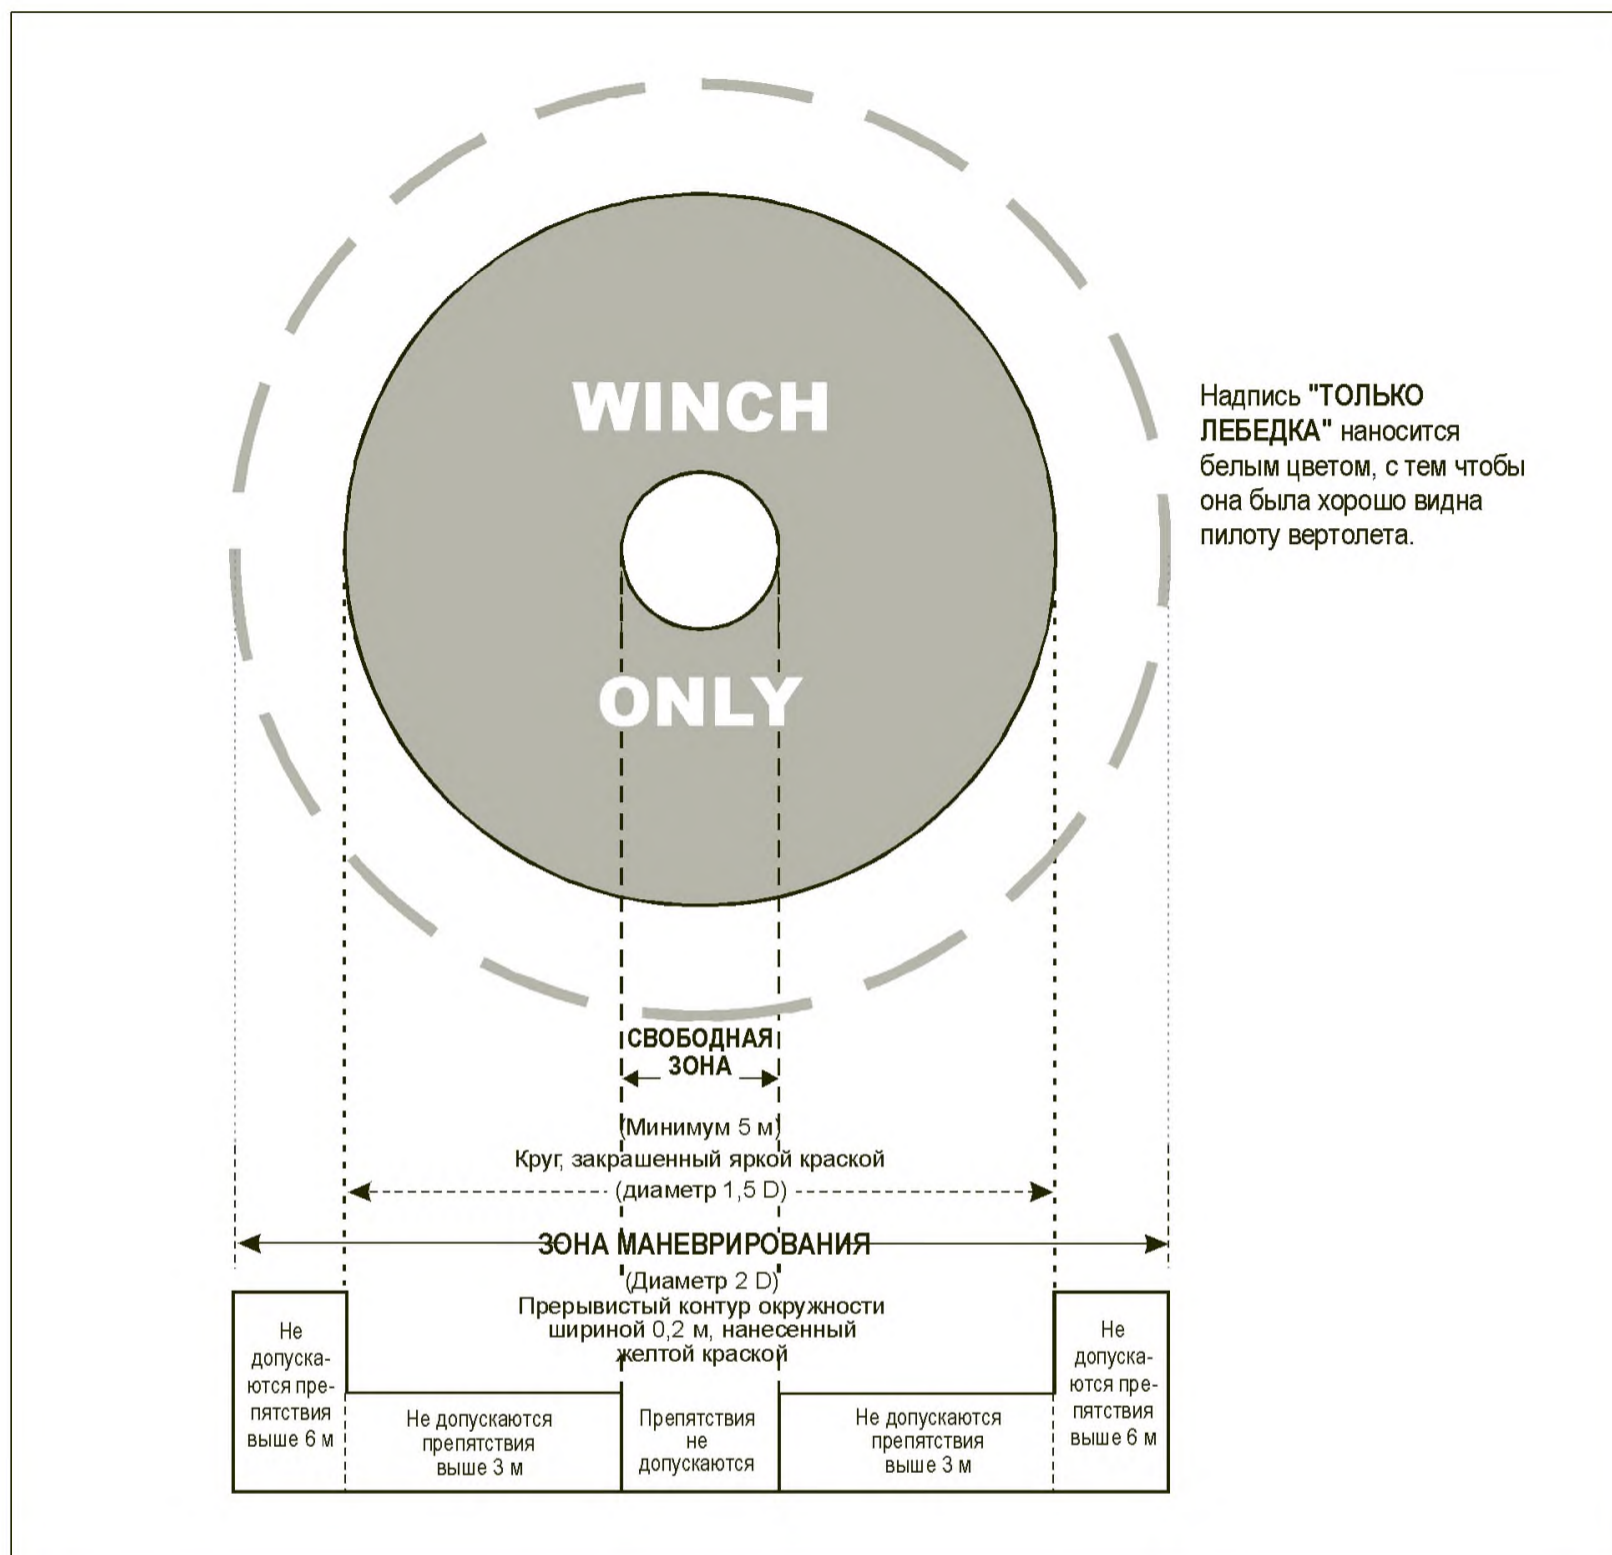 WINCH
ONLY
Надпись "ТОЛЬКО
ЛЕБЕДКА" наносится
белым цветом, с тем чтобы
она была хорошо видна
пилоту вертолета.
СВОБОДНАЯ
ЗОНА
(Минимум 5 м)
Круг, закрашенный яркой краской
(диаметр 1,5 D)
ЗОНА МАНЕВРИРОВАНИЯ
(Диаметр 2 D)
Прерывистый контур окружности
шириной 0,2 м, нанесенный
желтой краской
Не
допуска-
ются пре-
пятствия
выше 6 м
Не допускаются
препятствия
выше 3 м
Препятствия
не
допускаются
Не допускаются
препятствия
выше 3 м
Не
допуска-
ются пре-
пятствия
выше 6 м